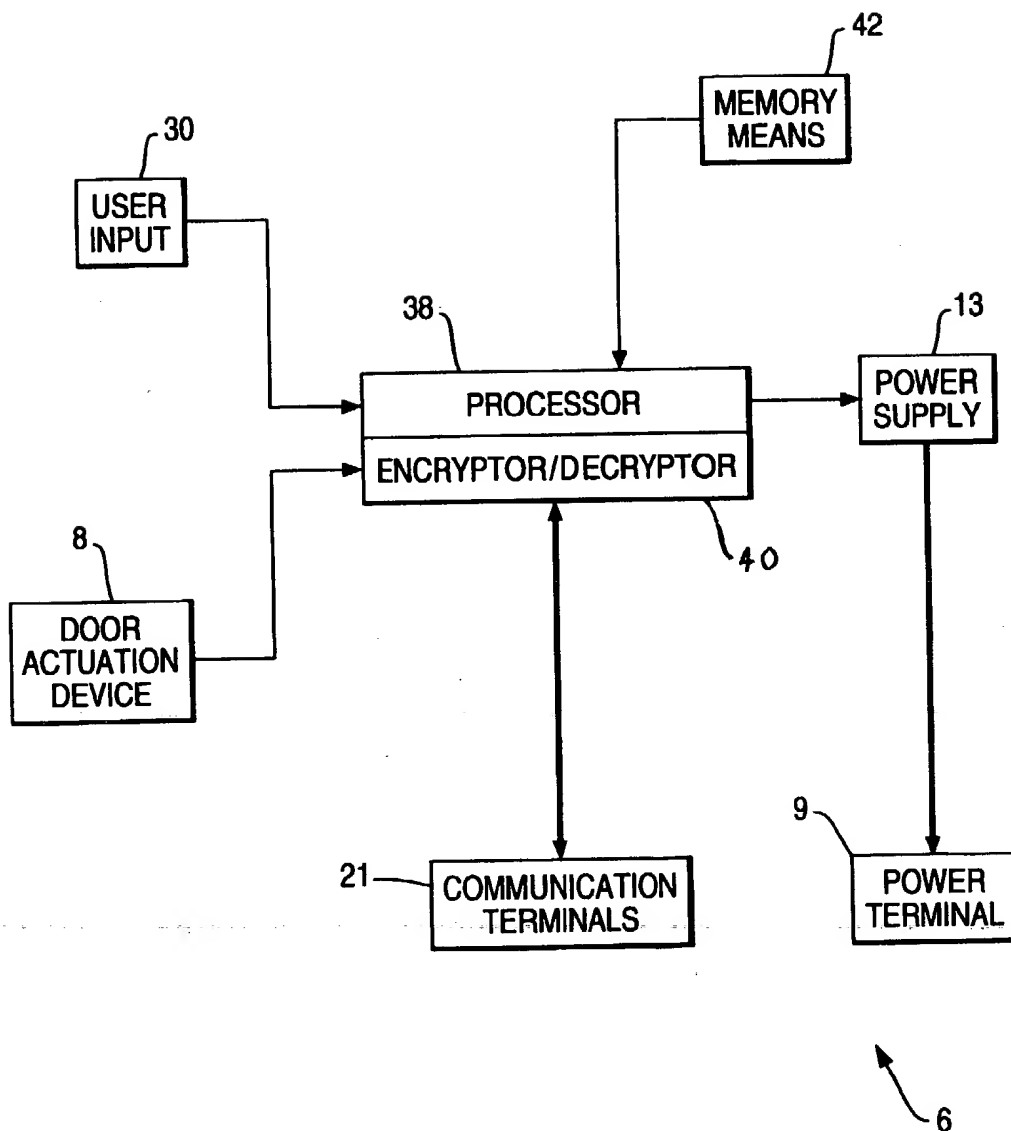 42
MEMORY
MEANS
30
USER
INPUT
38
PROCESSOR
ENCRYPTOR/DECRYPTOR
40
13
POWER
SUPPLY
8
DOOR
ACTUATION
DEVICE
21
COMMUNICATION
TERMINALS
9
POWER
TERMINAL
6